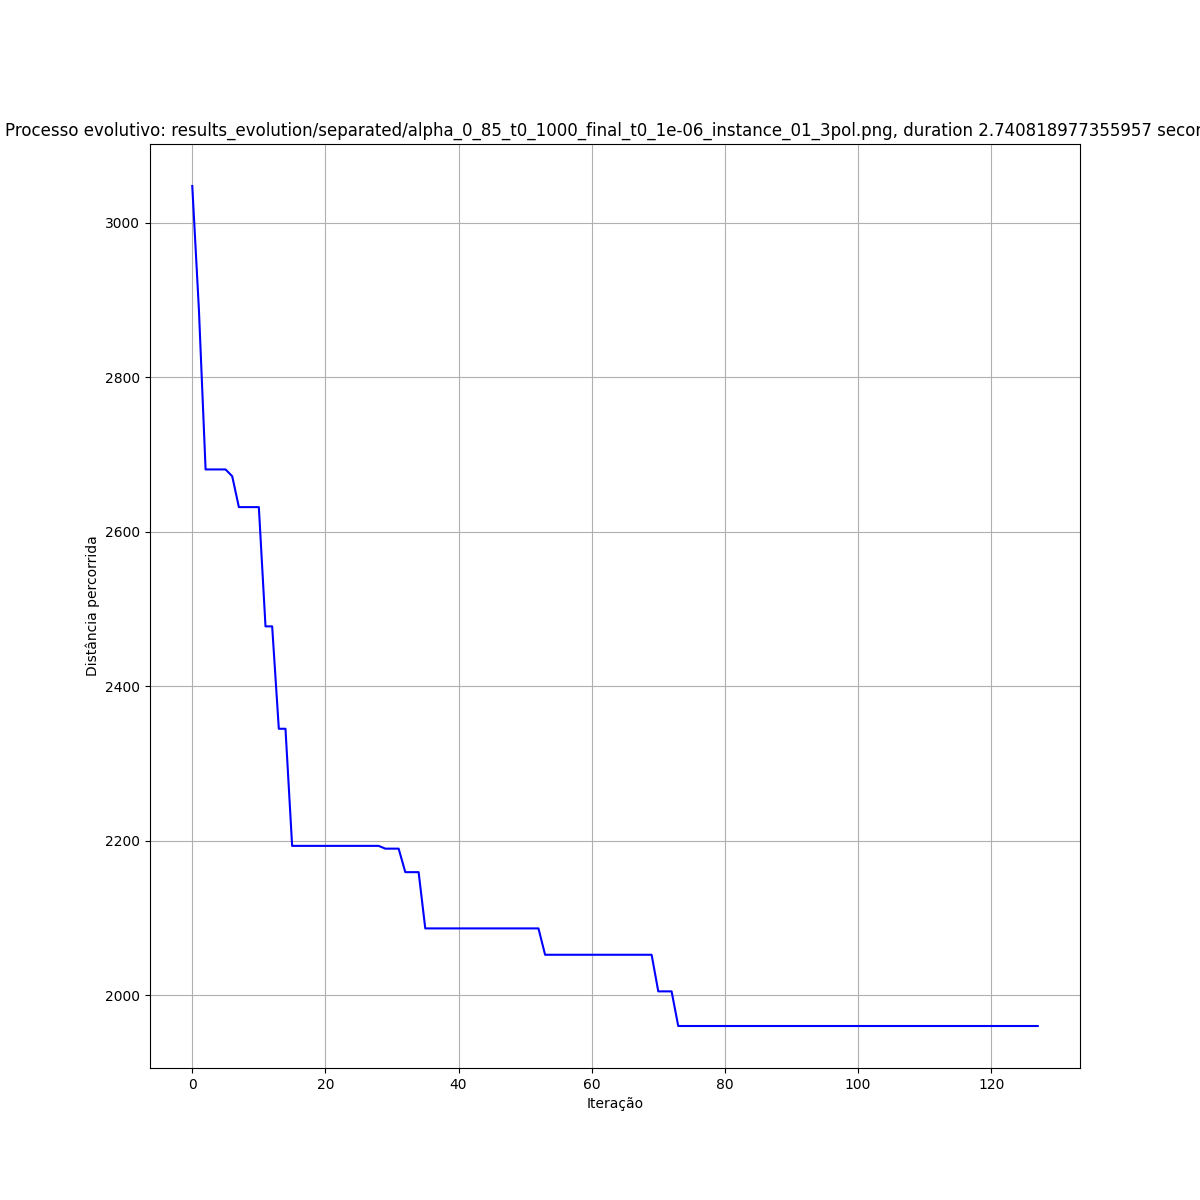 Processo evolutivo: results_evolution/separated/alpha_0_85_t0_1000_final_t0_1e-06_instance_01_3pol.png, duration 2.740818977355957
3000
2800
2600
2400
2200
2000
Distância percorrida
0 20 40 60 80 100 120
Iteração